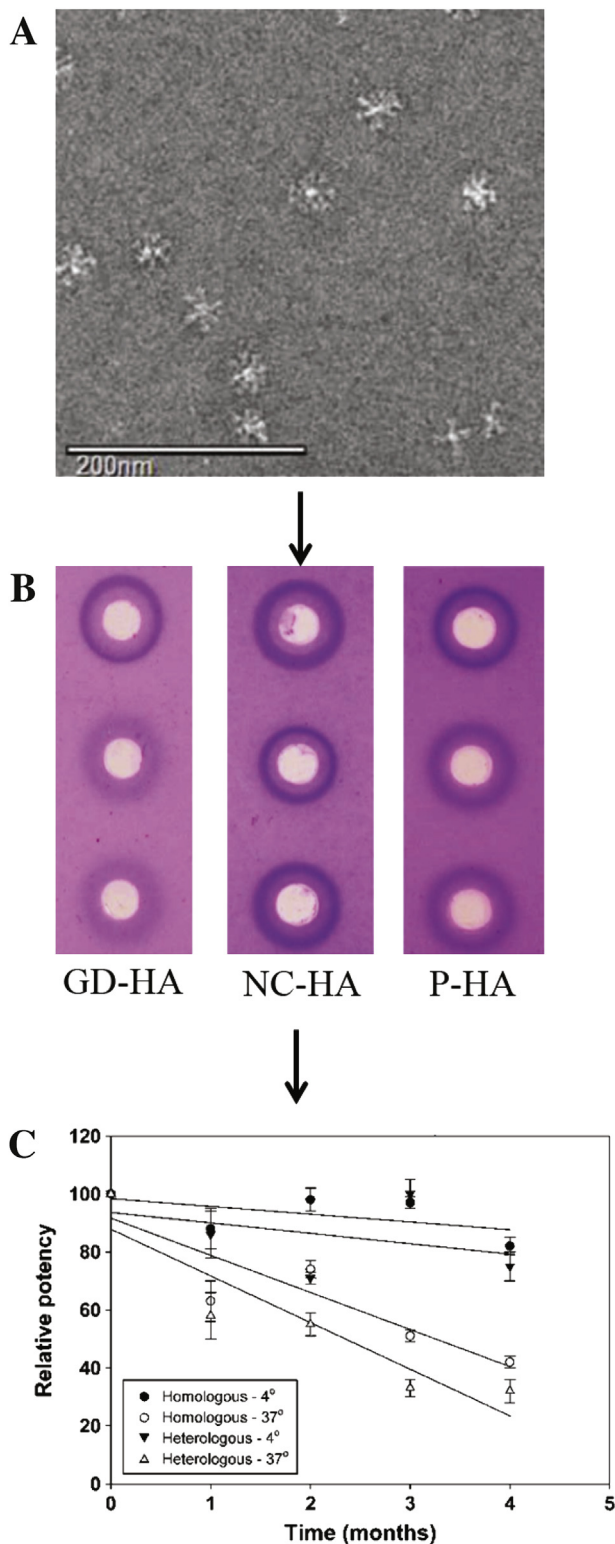 A
200nm
B
GD-HA NC-HA P-HA
C
120
100
80
60
40
20
0
Relative potency
Homologous - 4°
Homologous - 37°
Heterologous - 4°
Heterologous - 37°
0 1 2 3 4 5
Time (months)